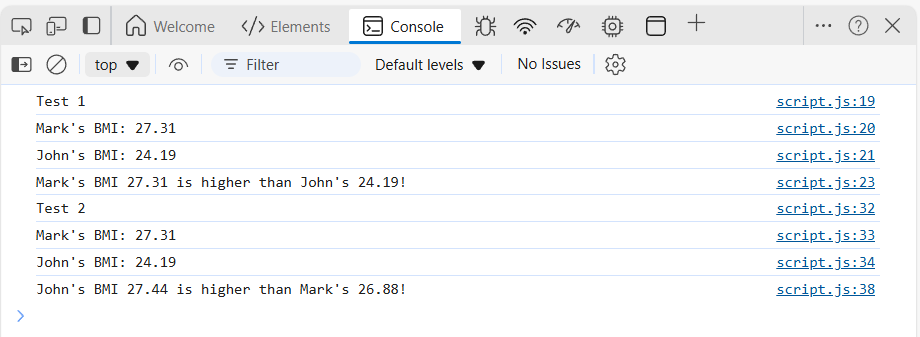 Welcome Elements Console
top Filter Default levels No Issues
Test 1 script.js:19
Mark's BMI: 27.31 script.js:20
John's BMI: 24.19 script.js:21
Mark's BMI 27.31 is higher than John's 24.19! script.js:23
Test 2 script.js:32
Mark's BMI: 27.31 script.js:33
John's BMI: 24.19 script.js:34
John's BMI 27.44 is higher than Mark's 26.88! script.js:38